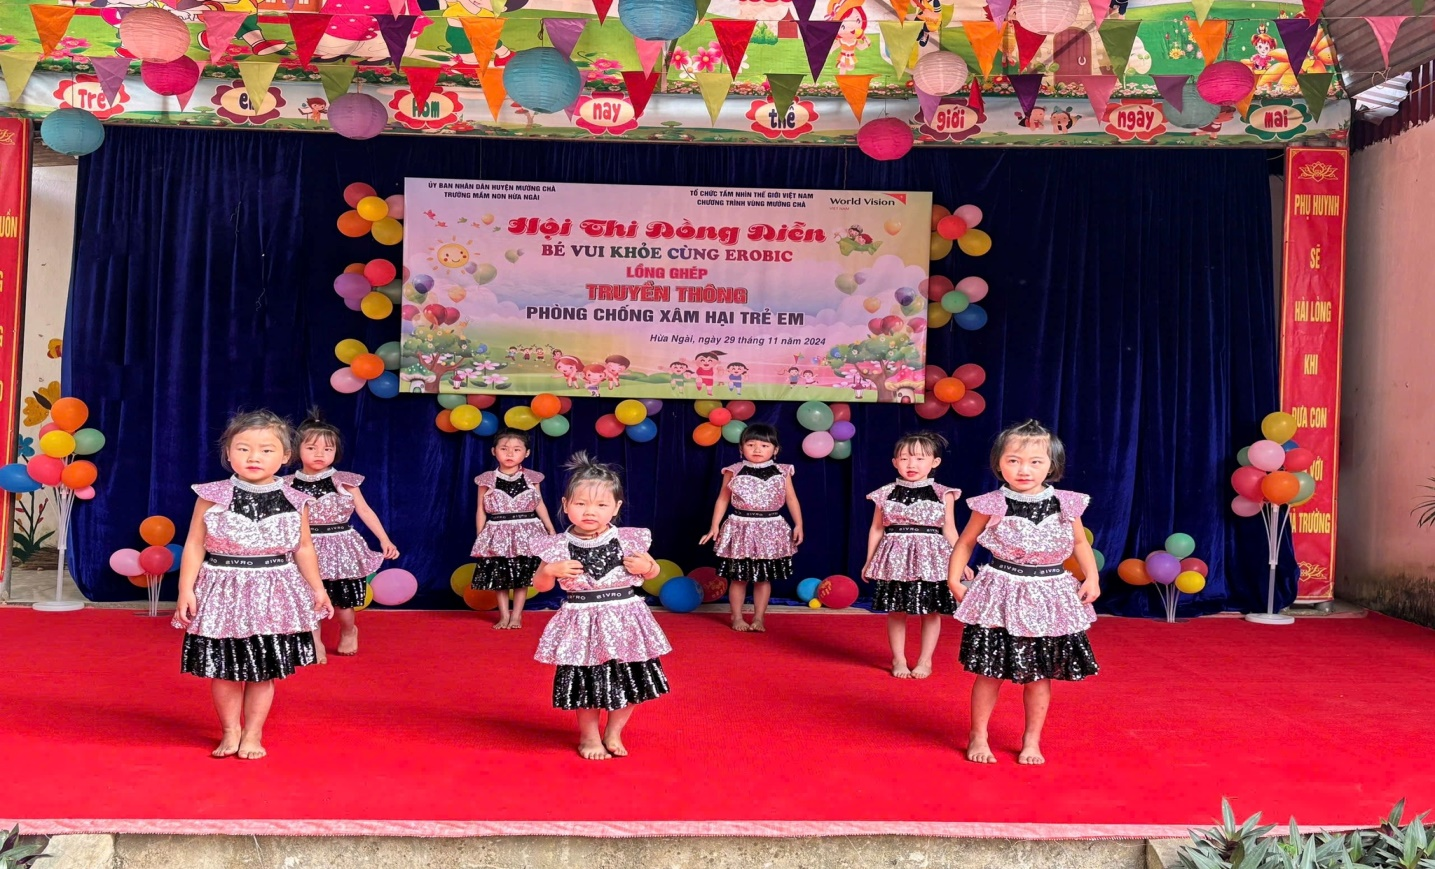 Trẻ em hôm nay thế giới ngày mai
ỦY BAN NHÂN DÂN HUYỆN MƯỜNG CHÀ
TRƯỜNG MẦM NON HỪA NGÀI
TỔ CHỨC TẦM NHÌN THẾ GIỚI VIỆT NAM
CHƯƠNG TRÌNH VÙNG MƯỜNG CHÀ
World Vision
Hội Thi Đồng Diễn
BÉ VUI KHỎE CÙNG EROBIC
LỒNG GHÉP
TRUYỀN THÔNG
PHÒNG CHỐNG XÂM HẠI TRẺ EM
Hừa Ngài, ngày 29 tháng 11 năm 2024
PHỤ HUYNH
SẼ
HÀI LÒNG
KHI
ĐƯA CON
TRƯỜNG
SIVRO
SIVRO
SIVRO